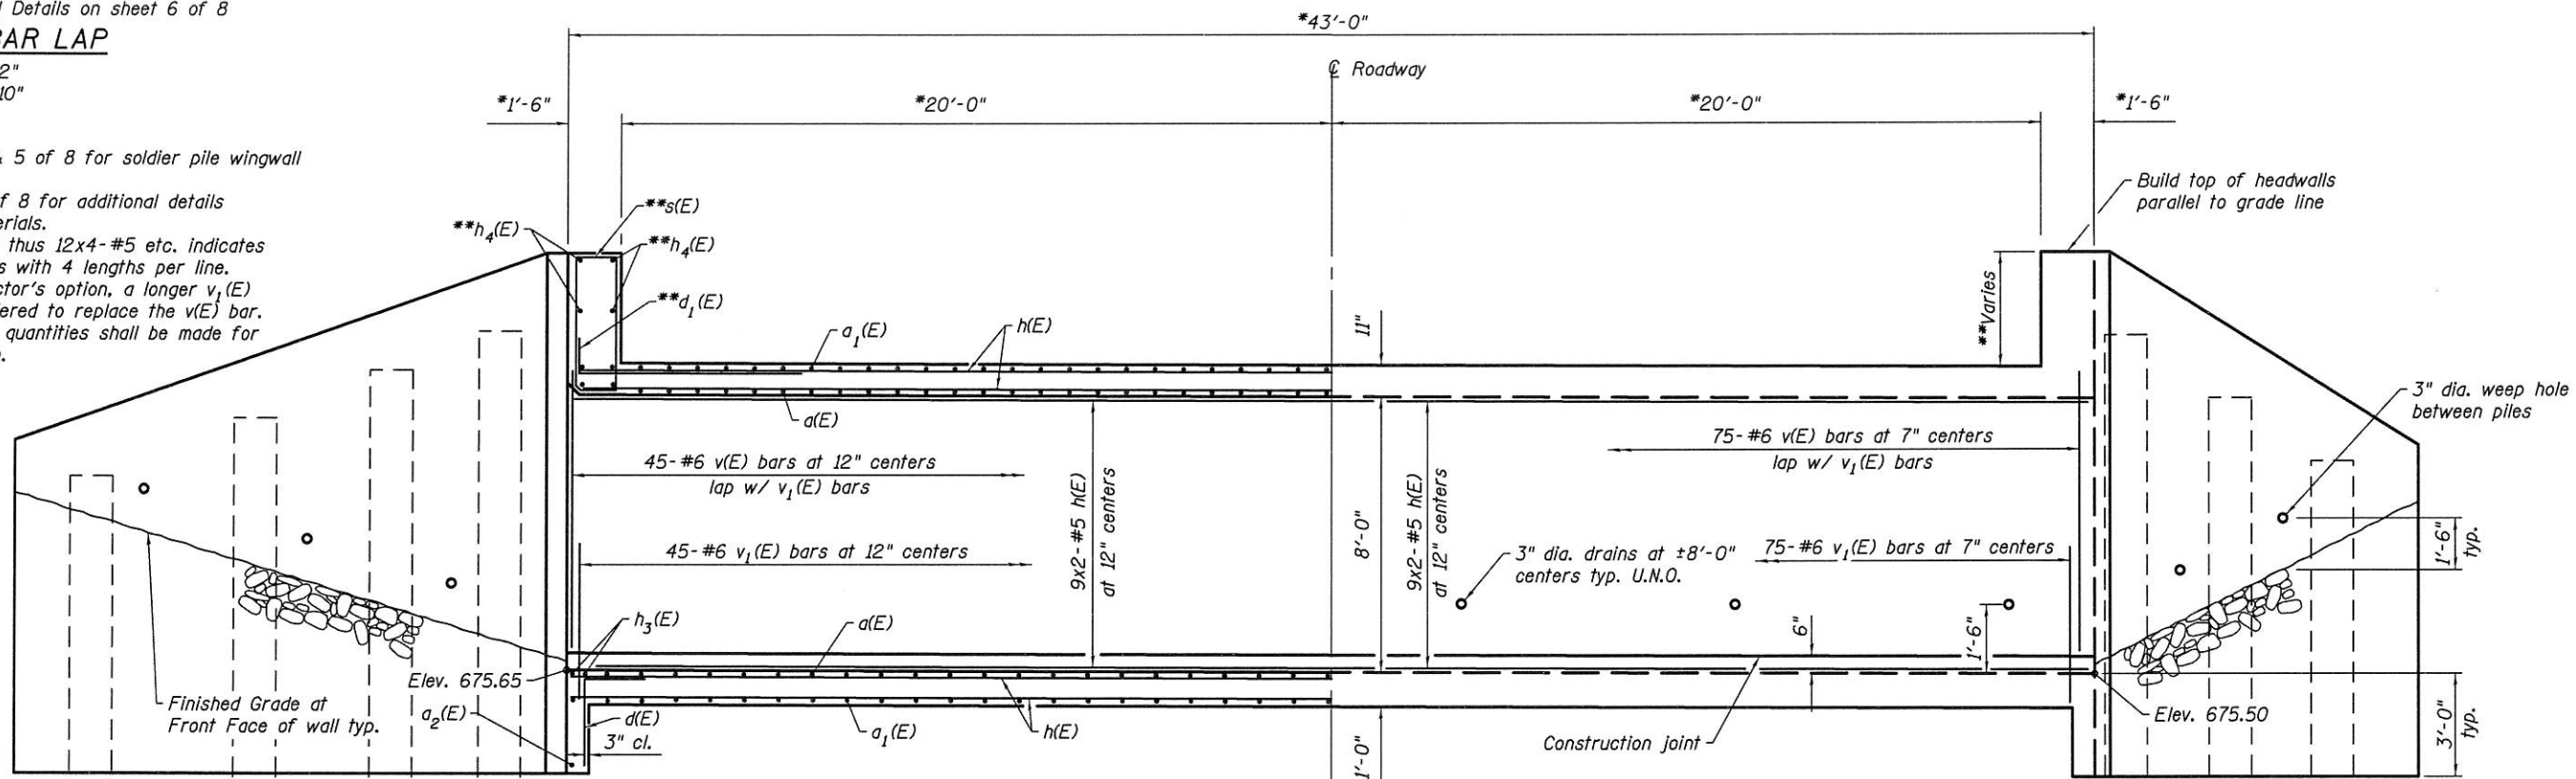 Details on sheet 6 of 8
BAR LAP
2"
10"
5 of 8 for soldier pile wingwall
of 8 for additional details
thus 12x4-#5 etc. indicates
with 4 lengths per line.
option, a longer v1(E)
to replace the v(E) bar.
quantities shall be made for
*43'-0"
℄ Roadway
*1'-6"
*20'-0"
*20'-0"
*1'-6"
Build top of headwalls
parallel to grade line
**s(E)
**h4(E)
**h4(E)
**d1(E)
**Varies
a1(E)
h(E)
11"
3" dia. weep hole
between piles
a(E)
45-#6 v(E) bars at 12" centers
lap w/ v1(E) bars
75-#6 v(E) bars at 7" centers
lap w/ v1(E) bars
9x2-#5 h(E)
at 12" centers
8'-0"
9x2-#5 h(E)
at 12" centers
45-#6 v1(E) bars at 12" centers
3" dia. drains at ±8'-0"
centers typ. U.N.O.
75-#6 v1(E) bars at 7" centers
1'-6"
typ.
h3(E)
a(E)
6"
1'-6"
Elev. 675.65
Finished Grade at
Front Face of wall typ.
a2(E)
d(E)
3" cl.
a1(E)
h(E)
1'-0"
Construction joint
Elev. 675.50
3'-0"
typ.